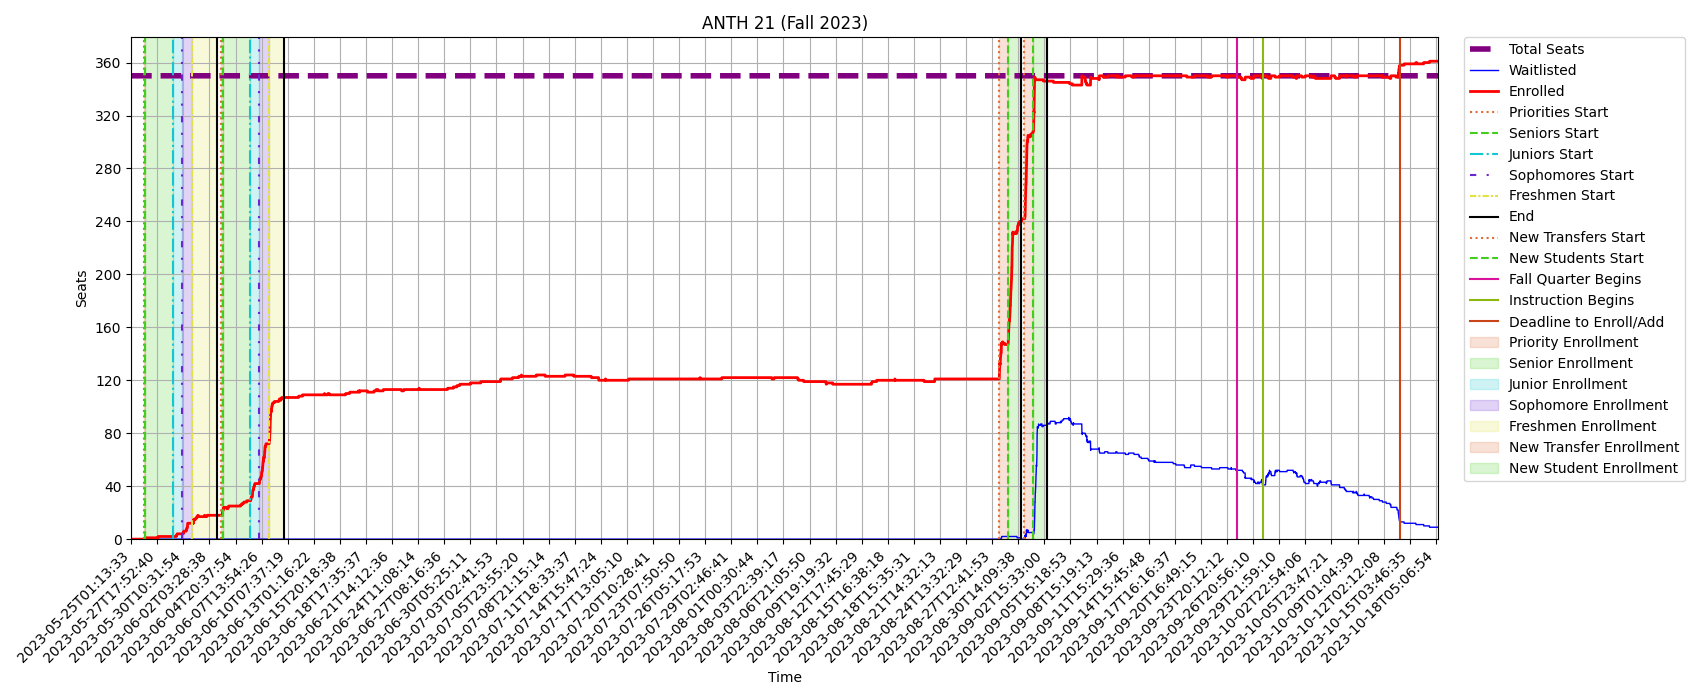 ANTH 21 (Fall 2023)
Seats
360
320
280
240
200
160
120
80
40
0
2023-05-25T01:13:33
2023-05-27T17:52:40
2023-05-30T10:31:54
2023-06-02T03:28:38
2023-06-04T20:37:54
2023-06-07T13:54:26
2023-06-10T07:37:19
2023-06-13T01:16:22
2023-06-15T20:18:38
2023-06-18T17:35:37
2023-06-21T14:12:36
2023-06-24T11:08:14
2023-06-27T08:16:36
2023-06-30T05:25:11
2023-07-03T02:41:53
2023-07-05T23:55:20
2023-07-08T21:15:14
2023-07-11T18:33:37
2023-07-14T15:47:24
2023-07-17T13:05:10
2023-07-20T10:28:41
2023-07-23T07:50:50
2023-07-26T05:17:53
2023-07-29T02:46:41
2023-08-01T00:30:44
2023-08-03T22:39:17
2023-08-06T21:05:50
2023-08-09T19:19:32
2023-08-12T17:45:29
2023-08-15T16:38:18
2023-08-18T15:35:31
2023-08-21T14:32:13
2023-08-24T13:32:29
2023-08-27T12:41:53
2023-08-30T14:09:38
2023-09-02T15:33:00
2023-09-05T15:18:53
2023-09-08T15:19:13
2023-09-11T15:29:36
2023-09-14T15:45:48
2023-09-17T16:16:37
2023-09-20T16:49:15
2023-09-23T20:12:12
2023-09-26T20:56:10
2023-09-29T21:59:10
2023-10-02T22:54:06
2023-10-05T23:47:21
2023-10-09T01:04:39
2023-10-12T02:12:08
2023-10-15T03:46:35
2023-10-18T05:06:54
Time
Total Seats
Waitlisted
Enrolled
Priorities Start
Seniors Start
Juniors Start
Sophomores Start
Freshmen Start
End
New Transfers Start
New Students Start
Fall Quarter Begins
Instruction Begins
Deadline to Enroll/Add
Priority Enrollment
Senior Enrollment
Junior Enrollment
Sophomore Enrollment
Freshmen Enrollment
New Transfer Enrollment
New Student Enrollment